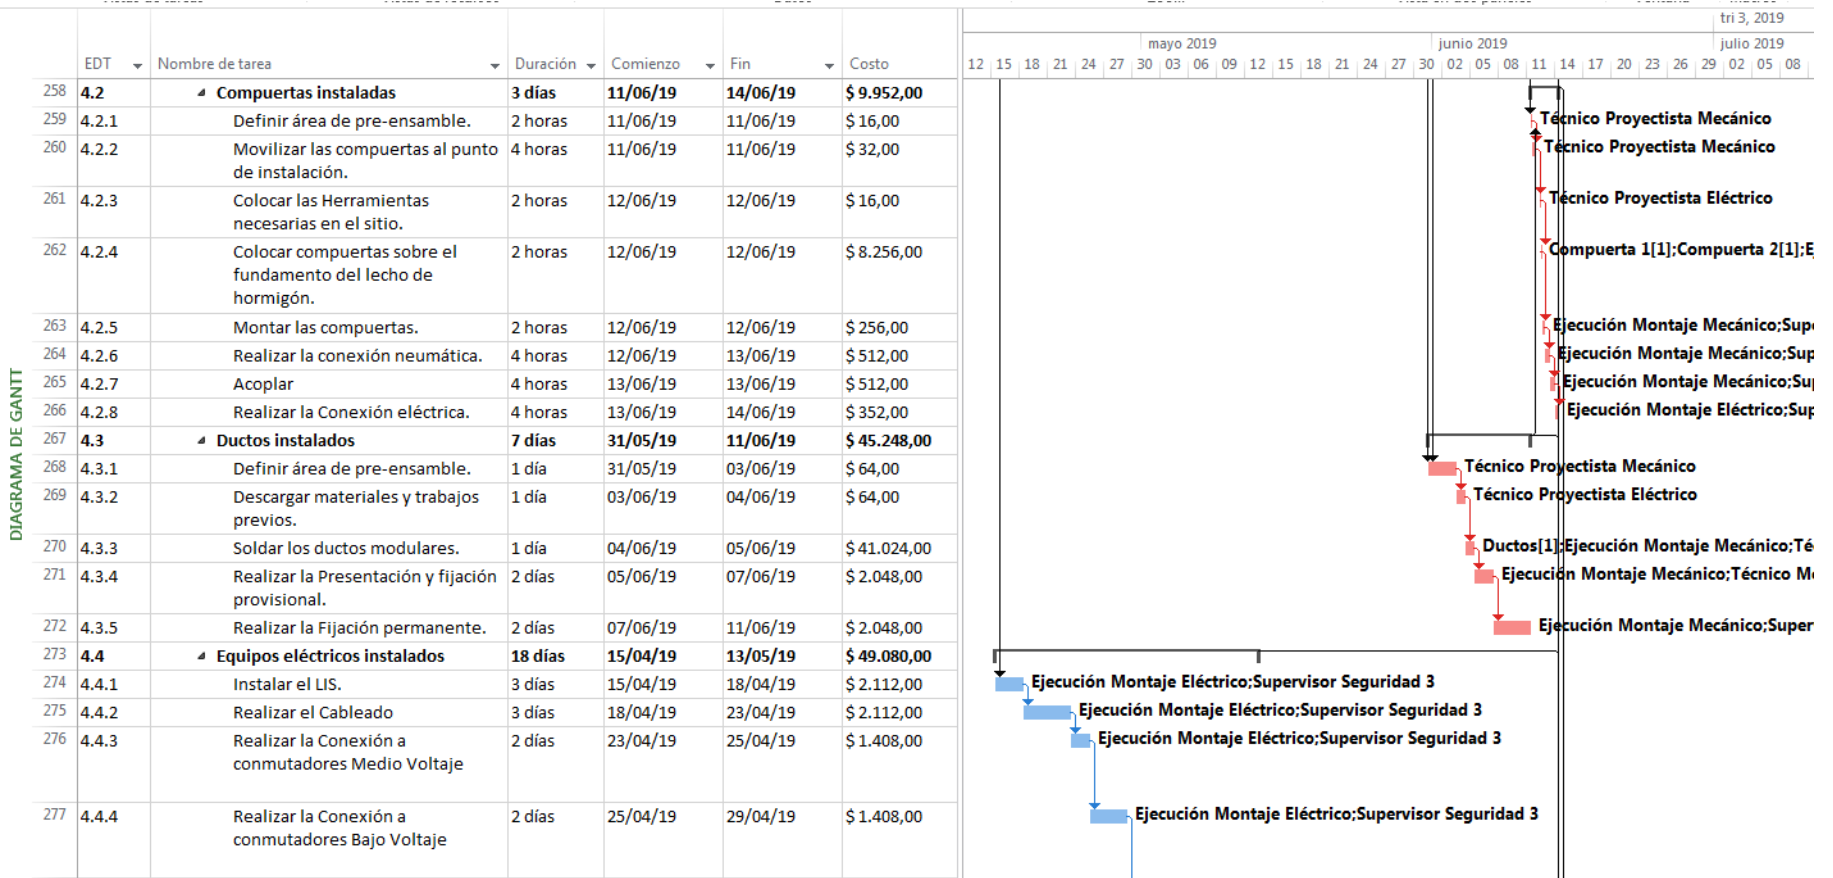 tri 3, 2019
mayo 2019 junio 2019 julio 2019
EDT Nombre de tarea Duración Comienzo Fin Costo 12 15 18 21 24 27 30 03 06 09 12 15 18 21 24 27 30 02 05 08 11 14 17 20 23 26 29 02 05 08
258 4.2 Compuertas instaladas 3 días 11/06/19 14/06/19 $ 9.952,00
259 4.2.1 Definir área de pre-ensamble. 2 horas 11/06/19 11/06/19 $ 16,00 Técnico Proyectista Mecánico
260 4.2.2 Movilizar las compuertas al punto 4 horas 11/06/19 11/06/19 $ 32,00 Técnico Proyectista Mecánico
de instalación.
261 4.2.3 Colocar las Herramientas 2 horas 12/06/19 12/06/19 $ 16,00 Técnico Proyectista Eléctrico
necesarias en el sitio.
262 4.2.4 Colocar compuertas sobre el 2 horas 12/06/19 12/06/19 $ 8.256,00 Compuerta 1[1];Compuerta 2[1];E
fundamento del lecho de
hormigón.
263 4.2.5 Montar las compuertas. 2 horas 12/06/19 12/06/19 $ 256,00 Ejecución Montaje Mecánico;Supe
264 4.2.6 Realizar la conexión neumática. 4 horas 12/06/19 13/06/19 $ 512,00 Ejecución Montaje Mecánico;Sup
265 4.2.7 Acoplar 4 horas 13/06/19 13/06/19 $ 512,00 Ejecución Montaje Mecánico;Su
266 4.2.8 Realizar la Conexión eléctrica. 4 horas 13/06/19 14/06/19 $ 352,00 Ejecución Montaje Eléctrico;Sup
267 4.3 Ductos instalados 7 días 31/05/19 11/06/19 $ 45.248,00
268 4.3.1 Definir área de pre-ensamble. 1 día 31/05/19 03/06/19 $ 64,00 Técnico Proyectista Mecánico
269 4.3.2 Descargar materiales y trabajos 1 día 03/06/19 04/06/19 $ 64,00 Técnico Proyectista Eléctrico
previos.
270 4.3.3 Soldar los ductos modulares. 1 día 04/06/19 05/06/19 $ 41.024,00 Ductos[1];Ejecución Montaje Mecánico;Té
271 4.3.4 Realizar la Presentación y fijación 2 días 05/06/19 07/06/19 $ 2.048,00 Ejecución Montaje Mecánico;Técnico M
provisional.
272 4.3.5 Realizar la Fijación permanente. 2 días 07/06/19 11/06/19 $ 2.048,00 Ejecución Montaje Mecánico;Super
273 4.4 Equipos eléctricos instalados 18 días 15/04/19 13/05/19 $ 49.080,00
274 4.4.1 Instalar el LIS. 3 días 15/04/19 18/04/19 $ 2.112,00 Ejecución Montaje Eléctrico;Supervisor Seguridad 3
275 4.4.2 Realizar el Cableado 3 días 18/04/19 23/04/19 $ 2.112,00 Ejecución Montaje Eléctrico;Supervisor Seguridad 3
276 4.4.3 Realizar la Conexión a 2 días 23/04/19 25/04/19 $ 1.408,00 Ejecución Montaje Eléctrico;Supervisor Seguridad 3
conmutadores Medio Voltaje
277 4.4.4 Realizar la Conexión a 2 días 25/04/19 29/04/19 $ 1.408,00 Ejecución Montaje Eléctrico;Supervisor Seguridad 3
conmutadores Bajo Voltaje
DIAGRAMA DE GANTT